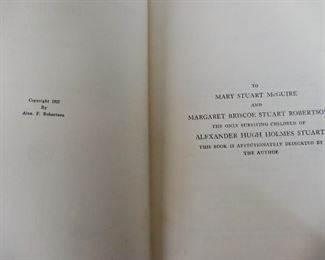 Copyright 1925
By
Alex. F. Robertson
TO
MARY STUART McGUIRE
AND
MARGARET BRISCOE STUART ROBERTSON
THE ONLY SURVIVING CHILDREN OF
ALEXANDER HUGH HOLMES STUART
THIS BOOK IS AFFECTIONATELY DEDICATED BY
THE AUTHOR